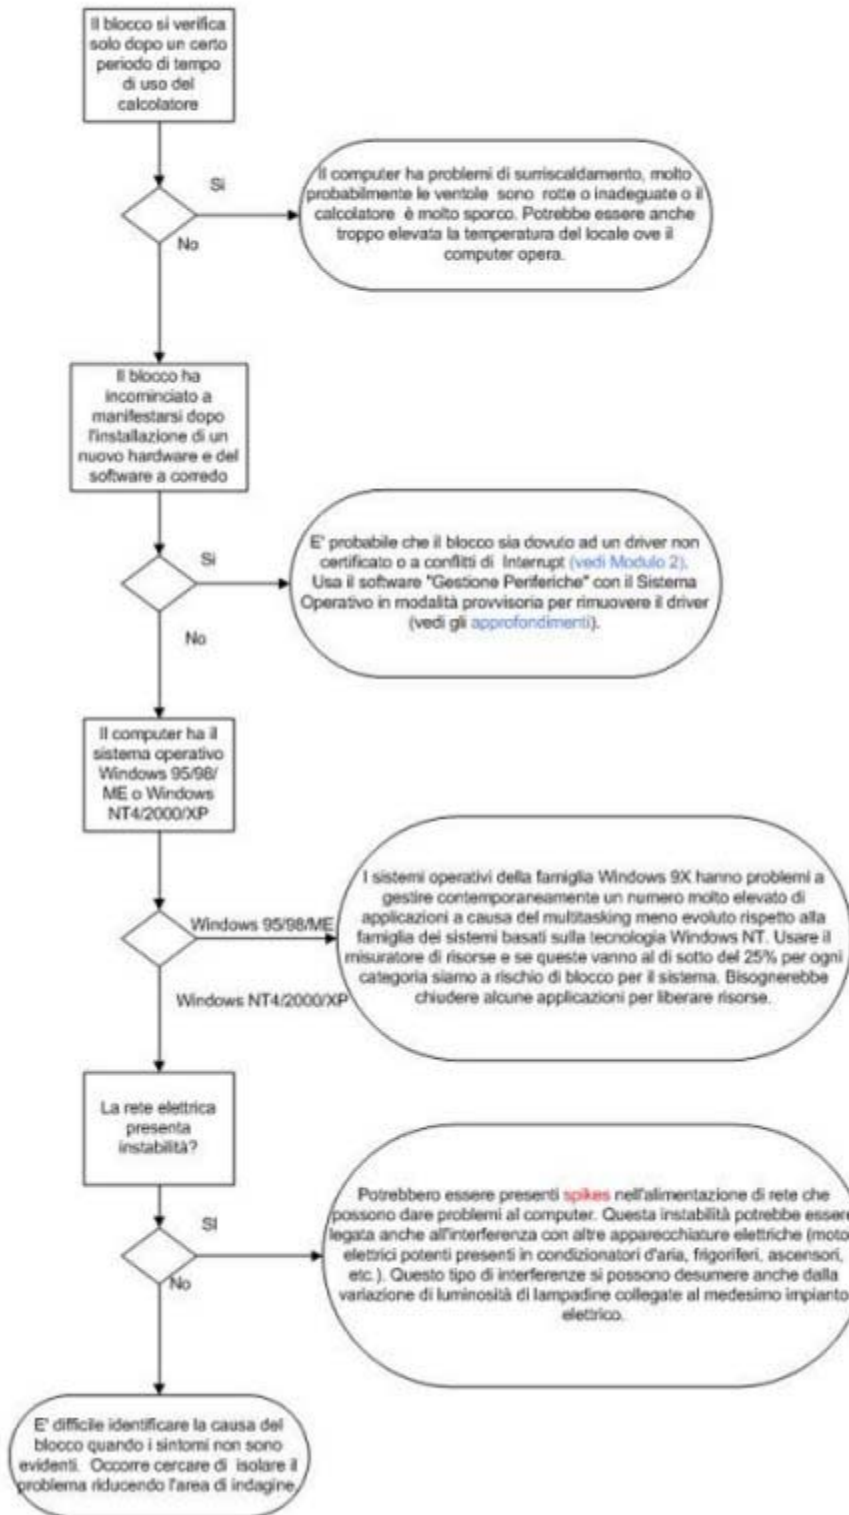 Il blocco si verifica
solo dopo un certo
periodo di tempo
di uso del
calcolatore
Si
No
Il computer ha problemi di surriscaldamento, molto
probabilmente le ventole sono rotte o inadeguate o il
calcolatore è molto sporco. Potrebbe essere anche
troppo elevata la temperatura del locale ove il
computer opera.
Il blocco ha
incominciato a
manifestarsi dopo
l'installazione di un
nuovo hardware e del
software a corredo
Si
No
E' probabile che il blocco sia dovuto ad un driver non
certificato o a conflitti di Interrupt (vedi Modulo 2).
Usa il software "Gestione Periferiche" con il Sistema
Operativo in modalità provvisoria per rimuovere il driver
(vedi gli approfondimenti).
Il computer ha il
sistema operativo
Windows 95/98/
ME o Windows
NT4/2000/XP
Windows 95/98/ME
Windows NT4/2000/XP
I sistemi operativi della famiglia Windows 9X hanno problemi a
gestire contemporaneamente un numero molto elevato di
applicazioni a causa del multitasking meno evoluto rispetto alla
famiglia dei sistemi basati sulla tecnologia Windows NT. Usare il
misuratore di risorse e se queste vanno al di sotto del 25% per ogni
categoria siamo a rischio di blocco per il sistema. Bisognerebbe
chiudere alcune applicazioni per liberare risorse.
La rete elettrica
presenta
instabilità?
SI
No
Potrebbero essere presenti spikes nell'alimentazione di rete che
possono dare problemi al computer. Questa instabilità potrebbe essere
legata anche all'interferenza con altre apparecchiature elettriche (moto
elettrici potenti presenti in condizionatori d'aria, frigoriferi, ascensori,
etc.). Questo tipo di interferenze si possono desumere anche dalla
variazione di luminosità di lampadine collegate al medesimo impianto
elettrico.
E' difficile identificare la causa del
blocco quando i sintomi non sono
evidenti. Occorre cercare di isolare il
problema riducendo l'area di indagine.